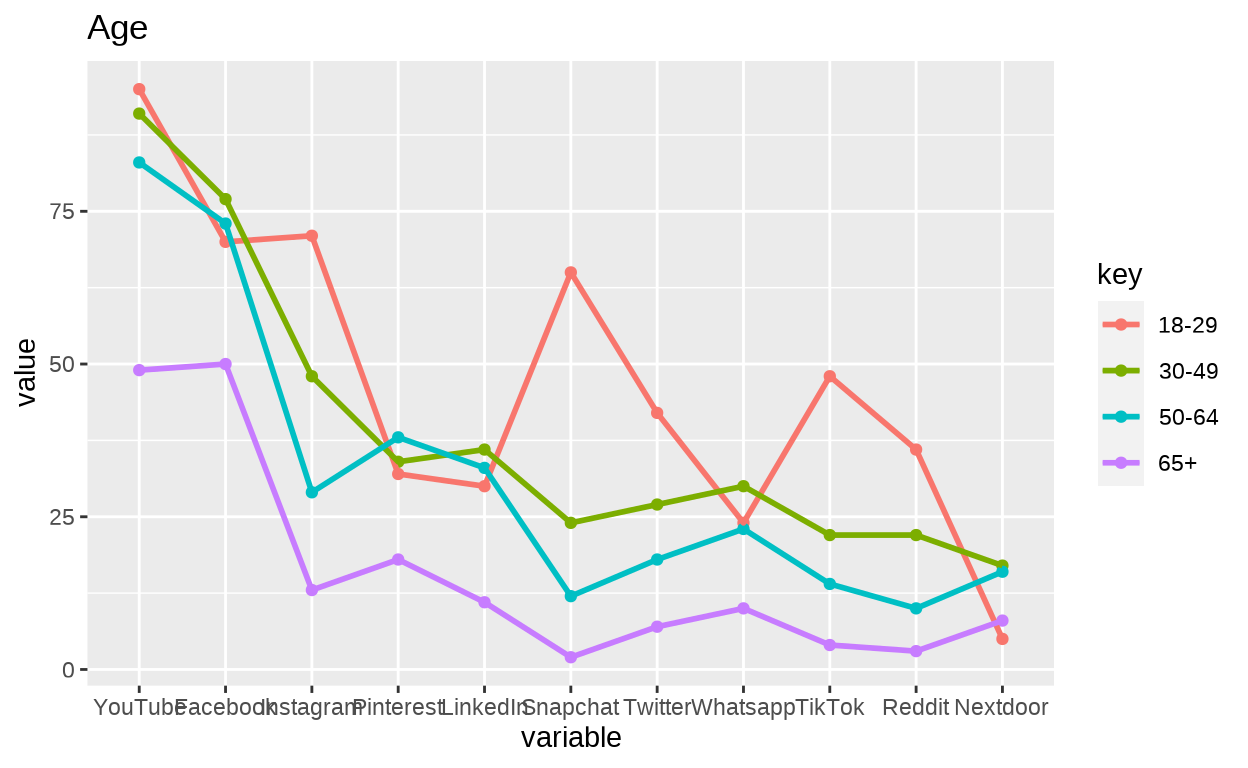 Age
value
75
50
25
0
YouTube Facebook Instagram Pinterest LinkedIn Snapchat Twitter Whatsapp TikTok Reddit Nextdoor
variable
key
18-29
30-49
50-64
65+